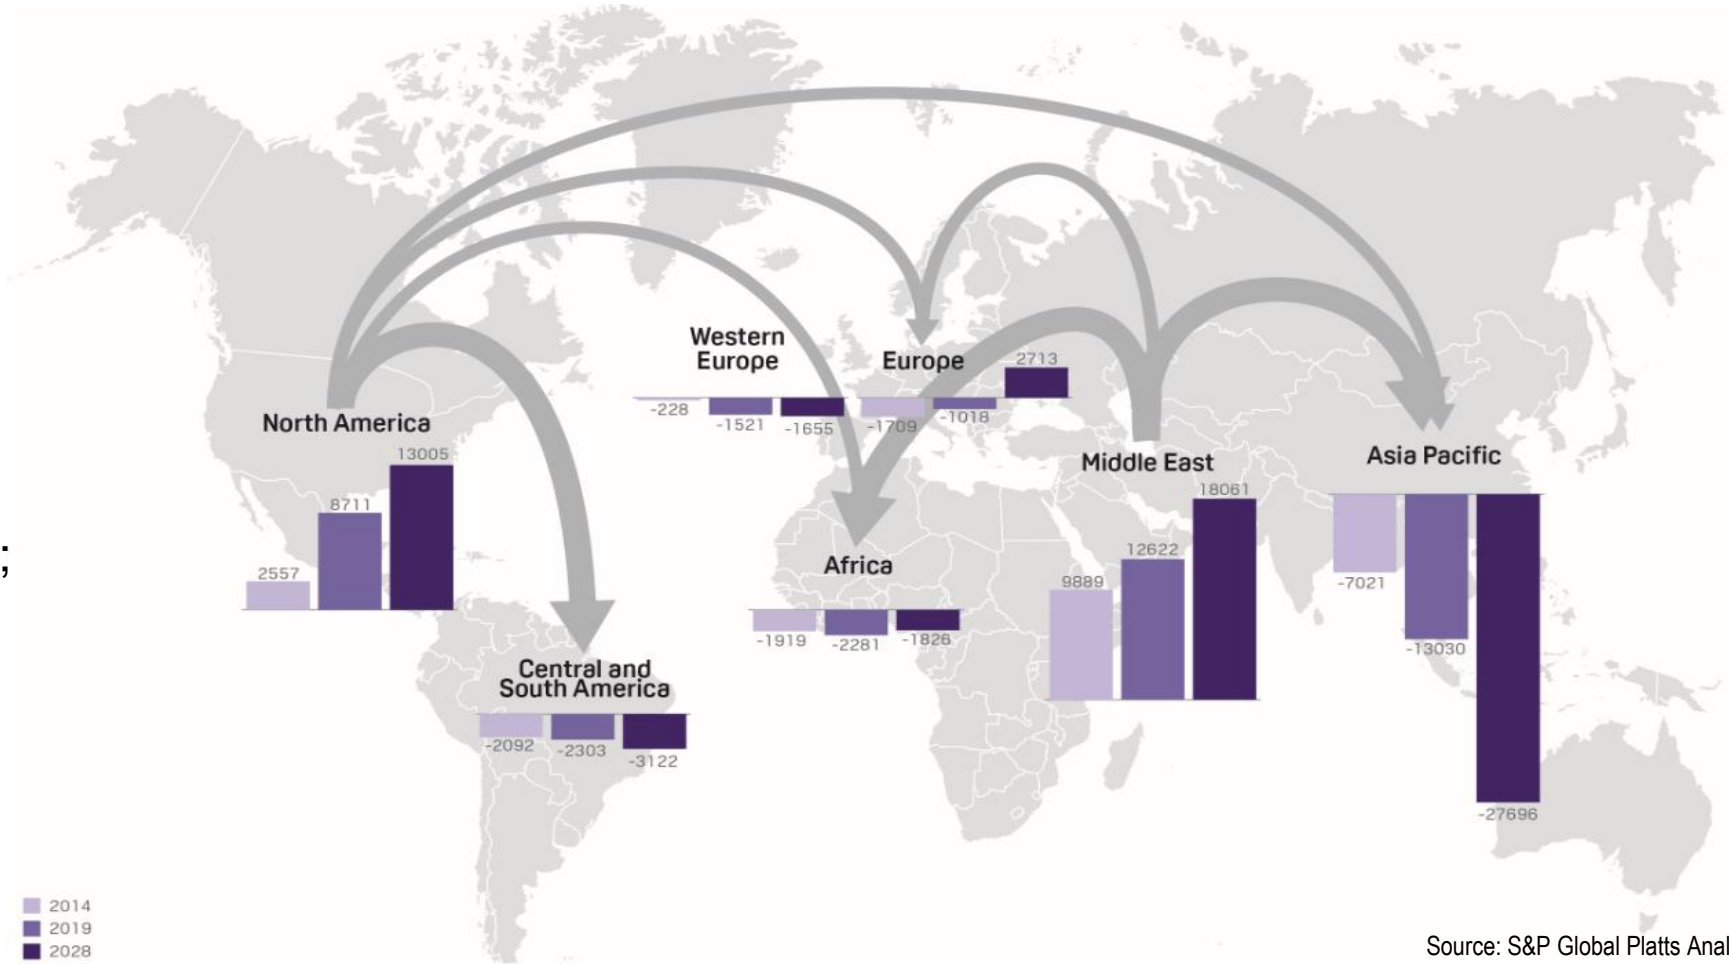 Western
Europe
Europe
2713
-228
-1521
-1655
-1709
-1018
North America
13005
8711
2557
Middle East
18061
12622
9889
Asia Pacific
-7021
-13030
-27696
;
Africa
-1919
-2281
-1826
Central and
South America
-2092
-2303
-3122
2014
2019
2028
Source: S&P Global Platts Anal